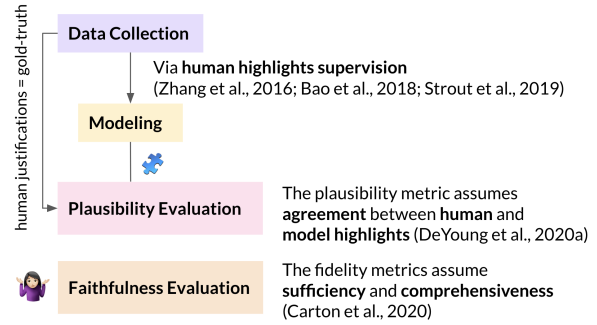 human justifications = gold-truth
Data Collection
Via human highlights supervision
(Zhang et al., 2016; Bao et al., 2018; Strout et al., 2019)
Modeling
Plausibility Evaluation
The plausibility metric assumes
agreement between human and
model highlights (DeYoung et al., 2020a)
Faithfulness Evaluation
The fidelity metrics assume
sufficiency and comprehensiveness
(Carton et al., 2020)